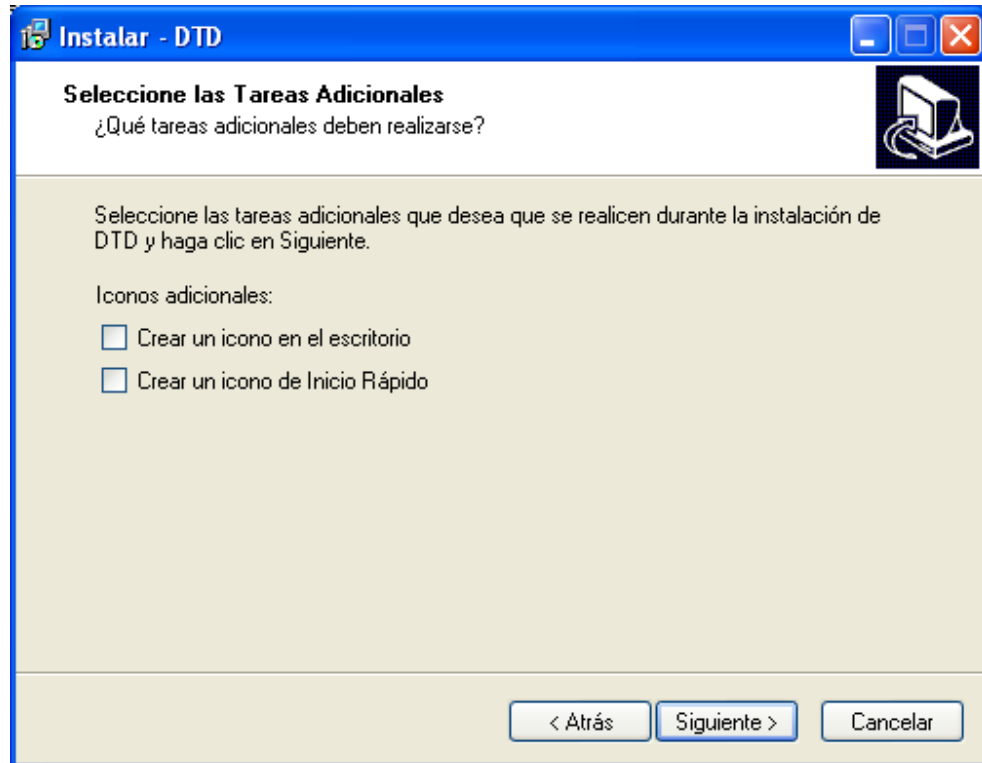 Instalar - DTD
Seleccione las Tareas Adicionales
¿Qué tareas adicionales deben realizarse?
Seleccione las tareas adicionales que desea que se realicen durante la instalación de
DTD y haga clic en Siguiente.
Iconos adicionales:
Crear un icono en el escritorio
Crear un icono de Inicio Rápido
< Atrás
Siguiente >
Cancelar